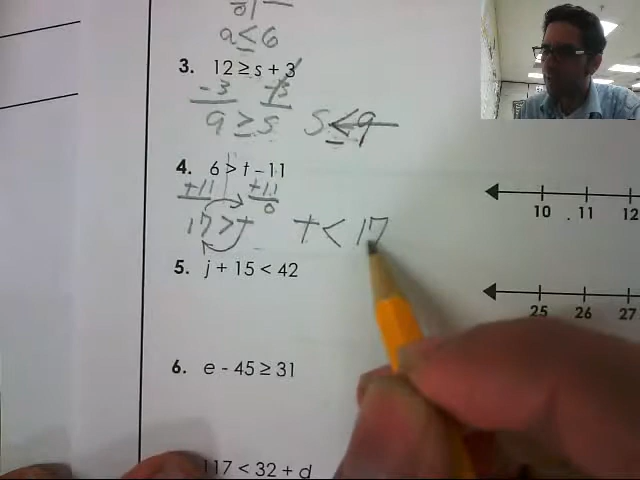 a ≤ 6
3. 12 ≥ s + 3
-3 -3
9 ≥ s s ≤ 9
4. 6 > t - 11
+11 +11
0
17 > t t < 17
10 11 12
5. j + 15 < 42
25 26 27
6. e - 45 ≥ 31
117 < 32 + d